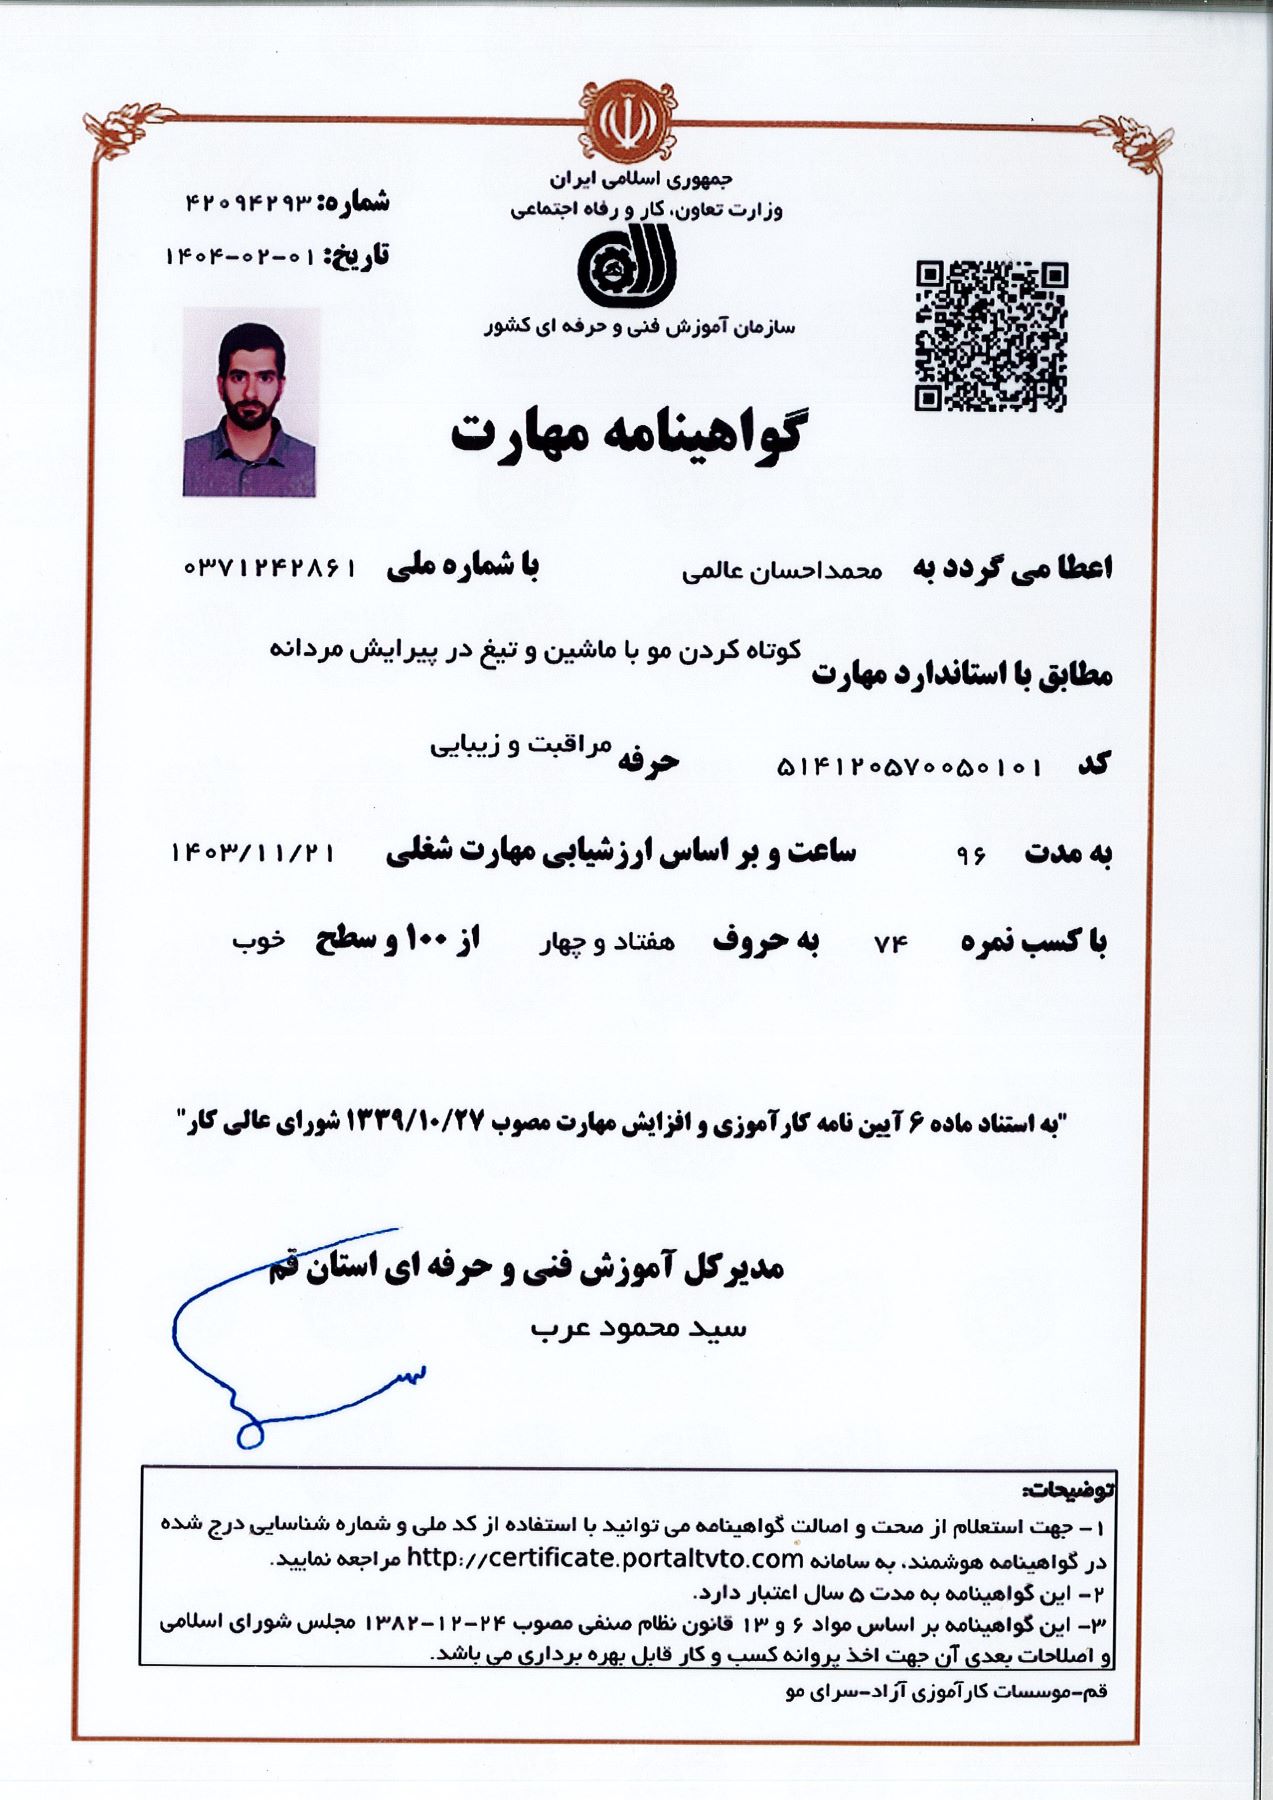 جمهوری اسلامی ایران
وزارت تعاون، کار و رفاه اجتماعی
سازمان آموزش فنی و حرفه ای کشور
شماره: ۴۲۰۹۴۲۹۳
تاریخ: ۱۴۰۴-۰۲-۰۱
گواهینامه مهارت
اعطا می گردد به محمداحسان عالمی با شماره ملی ۰۳۷۱۲۴۲۸۶۱
مطابق با استاندارد مهارت کوتاه کردن مو با ماشین و تیغ در پیرایش مردانه
کد ۵۱۴۱۲۰۵۷۰۰۵۰۱۰۱ حرفه مراقبت و زیبایی
به مدت ۹۶ ساعت و بر اساس ارزشیابی مهارت شغلی ۱۴۰۳/۱۱/۲۱
با کسب نمره ۷۴ به حروف هفتاد و چهار از ۱۰۰ و سطح خوب
"به استناد ماده ۶ آیین نامه کارآموزی و افزایش مهارت مصوب ۱۳۳۹/۱۰/۲۷ شورای عالی کار"
مدیرکل آموزش فنی و حرفه ای استان قم
سید محمود عرب
توضیحات:
۱- جهت استعلام از صحت و اصالت گواهینامه می توانید با استفاده از کد ملی و شماره شناسایی درج شده
در گواهینامه هوشمند، به سامانه http://certificate.portaltvto.com مراجعه نمایید.
۲- این گواهینامه به مدت ۵ سال اعتبار دارد.
۳- این گواهینامه بر اساس مواد ۶ و ۱۳ قانون نظام صنفی مصوب ۲۴-۱۲-۱۳۸۲ مجلس شورای اسلامی
و اصلاحات بعدی آن جهت اخذ پروانه کسب و کار قابل بهره برداری می باشد.
قم-موسسات کارآموزی آزاد-سرای مو